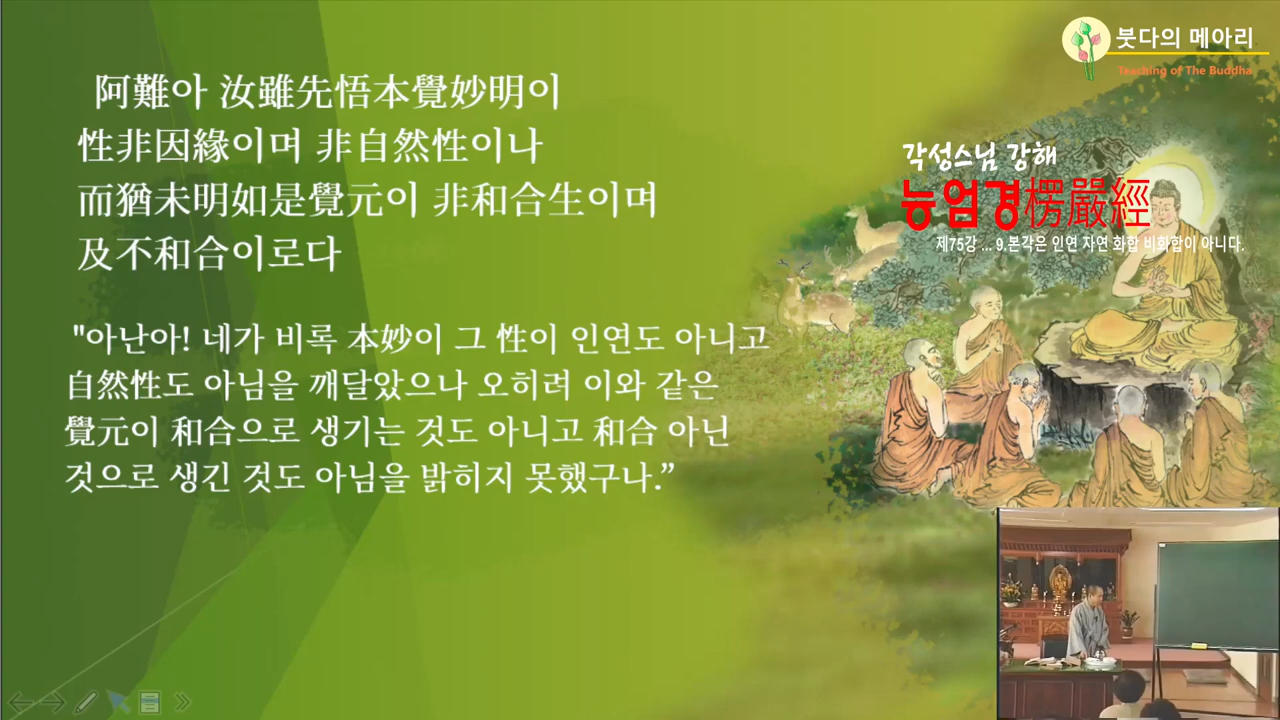 붓다의 메아리
Teaching of The Buddha
각성스님 강해
능엄경楞嚴經
제75강 ... 9.본각은 인연 자연 화합 비화합이 아니다.
阿難아 汝雖先悟本覺妙明이
性非因緣이며 非自然性이나
而猶未明如是覺元이 非和合生이며
及不和合이로다
"아난아! 네가 비록 本妙이 그 性이 인연도 아니고
自然性도 아님을 깨달았으나 오히려 이와 같은
覺元이 和合으로 생기는 것도 아니고 和合 아닌
것으로 생긴 것도 아님을 밝히지 못했구나.”